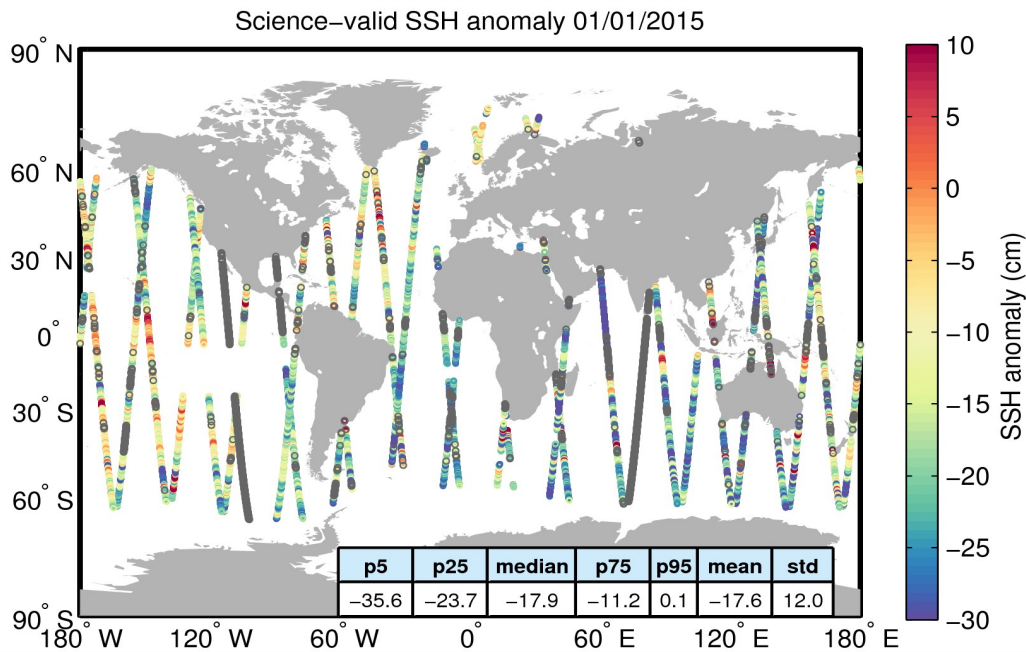 Science−valid SSH anomaly 01/01/2015
90° N
60° N
30° N
0°
30° S
60° S
90° S
180° W
120° W
60° W
0°
60° E
120° E
180° E
p5 p25 median p75 p95 mean std
−35.6 −23.7 −17.9 −11.2 0.1 −17.6 12.0
10
5
0
−5
−10
−15
−20
−25
−30
SSH anomaly (cm)